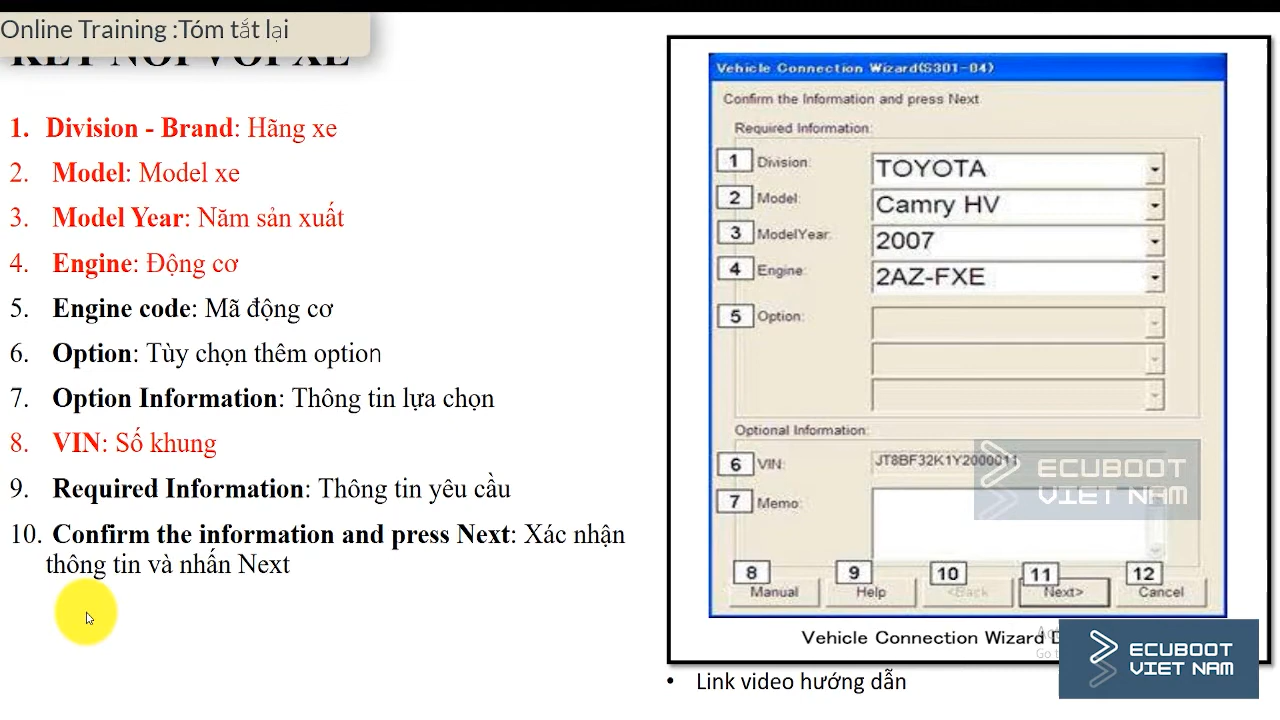 Online Training :Tóm tắt lại
KẾT NỐI VỚI XE
1. Division - Brand: Hãng xe
2. Model: Model xe
3. Model Year: Năm sản xuất
4. Engine: Động cơ
5. Engine code: Mã động cơ
6. Option: Tùy chọn thêm option
7. Option Information: Thông tin lựa chọn
8. VIN: Số khung
9. Required Information: Thông tin yêu cầu
10. Confirm the information and press Next: Xác nhận
thông tin và nhấn Next
Vehicle Connection Wizard(S301-04)
Confirm the Information and press Next
Required Information:
1 Division: TOYOTA
2 Model: Camry HV
3 ModelYear: 2007
4 Engine: 2AZ-FXE
5 Option:
Optional Information:
6 VIN: JT8BF32K1Y2000011
7 Memo:
ECUBOOT
VIET NAM
8 Manual
9 Help
10 <Back
11 Next>
12 Cancel
Vehicle Connection Wizard
ECUBOOT
VIET NAM
• Link video hướng dẫn